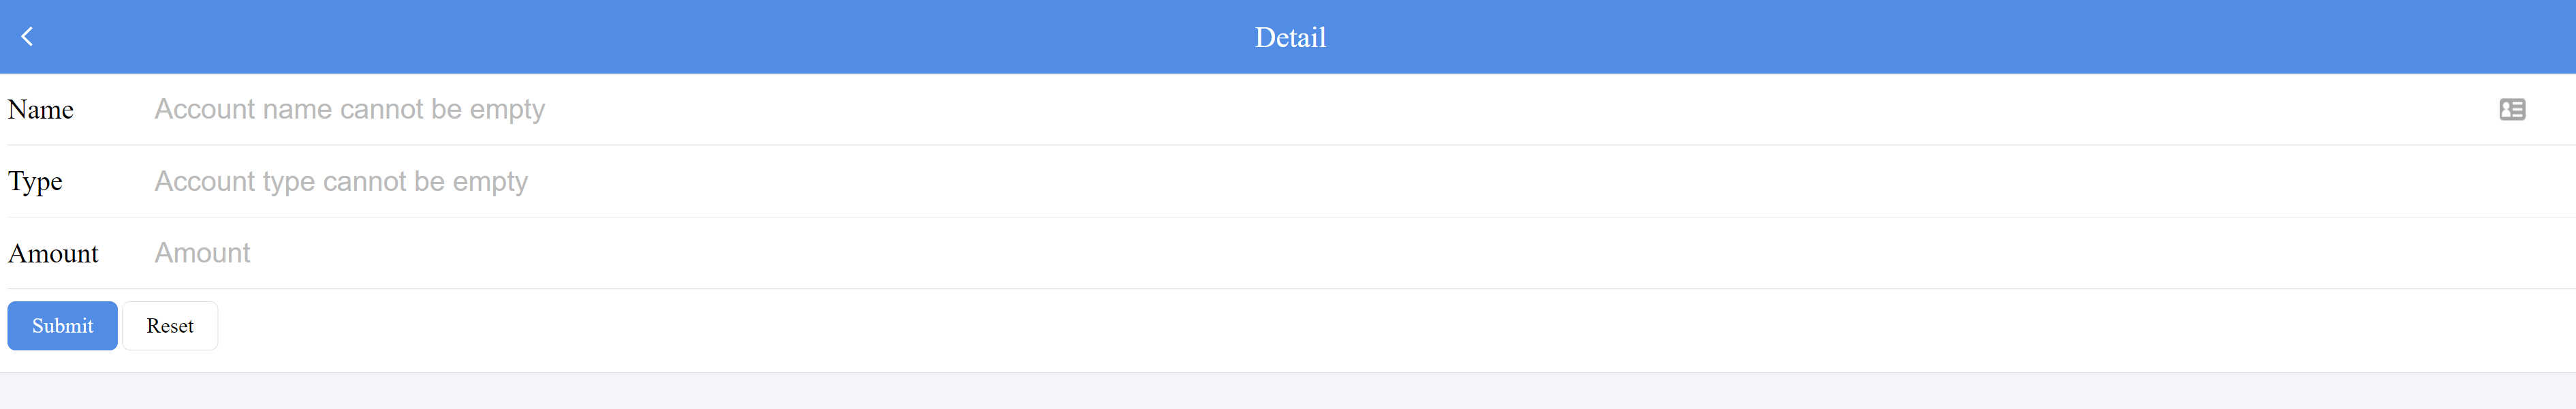 Detail
Name Account name cannot be empty
Type Account type cannot be empty
Amount Amount
Submit Reset